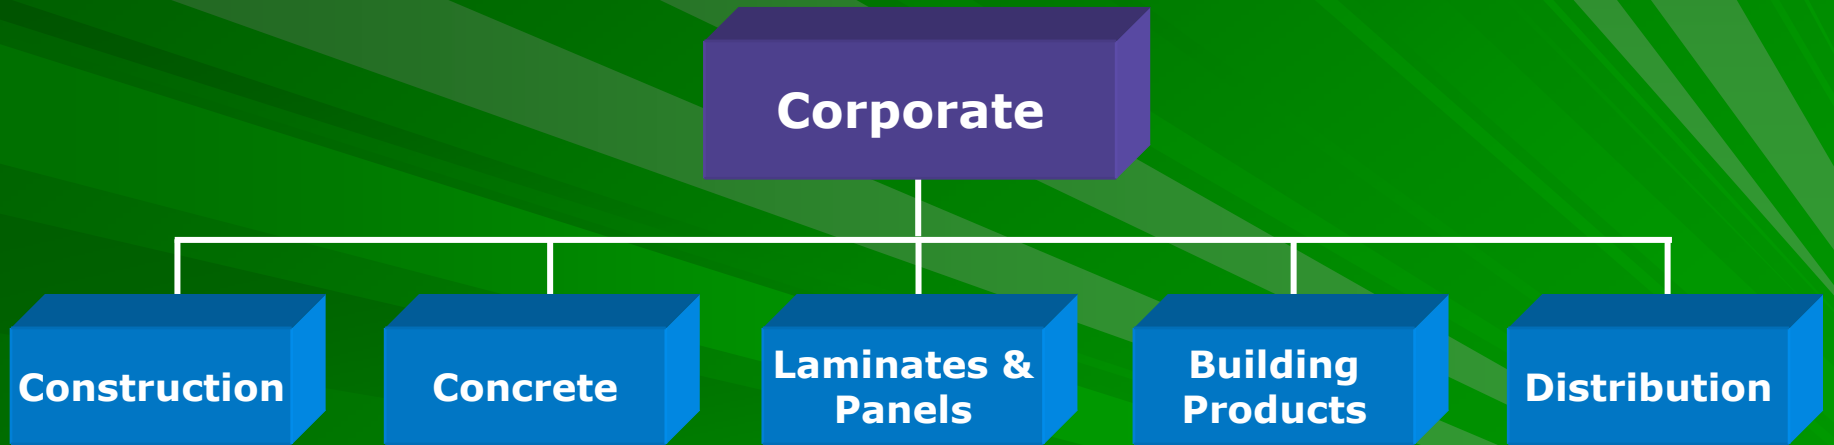 Corporate
Construction
Concrete
Laminates &
Panels
Building
Products
Distribution